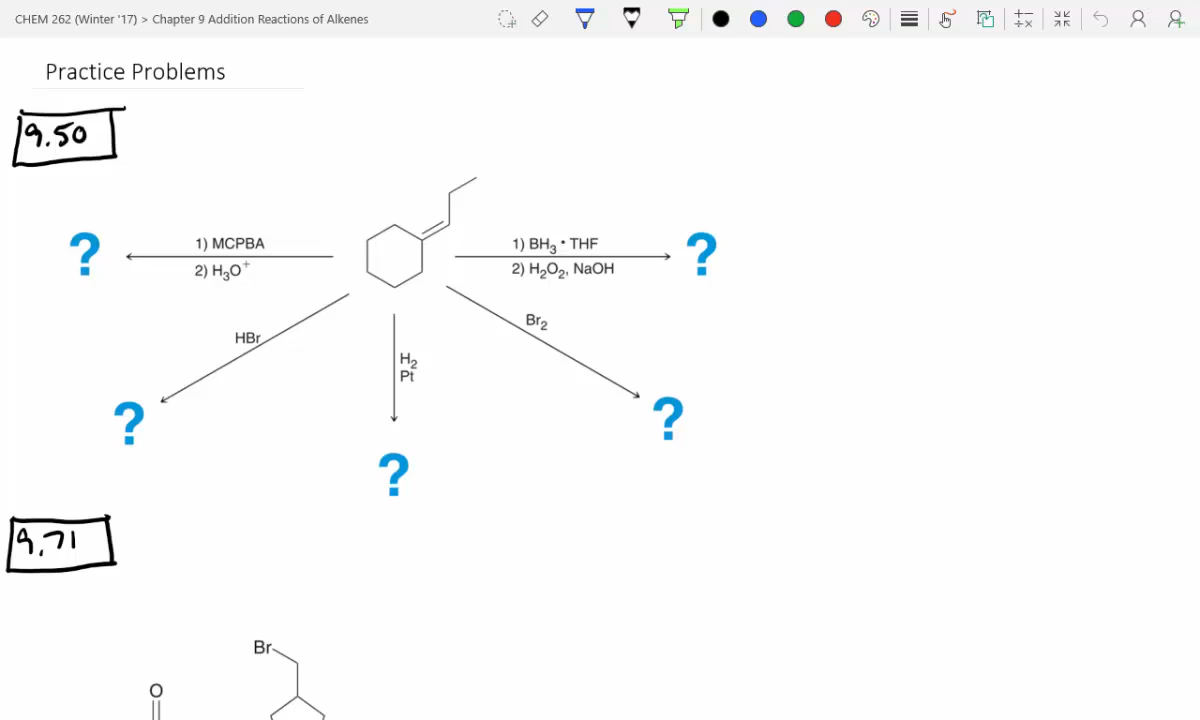 CHEM 262 (Winter '17) > Chapter 9 Addition Reactions of Alkenes
Practice Problems
9.50
1) MCPBA
2) H₃O⁺
1) BH₃ • THF
2) H₂O₂, NaOH
?
?
HBr
Br₂
H₂
Pt
?
?
?
9.71
Br
O